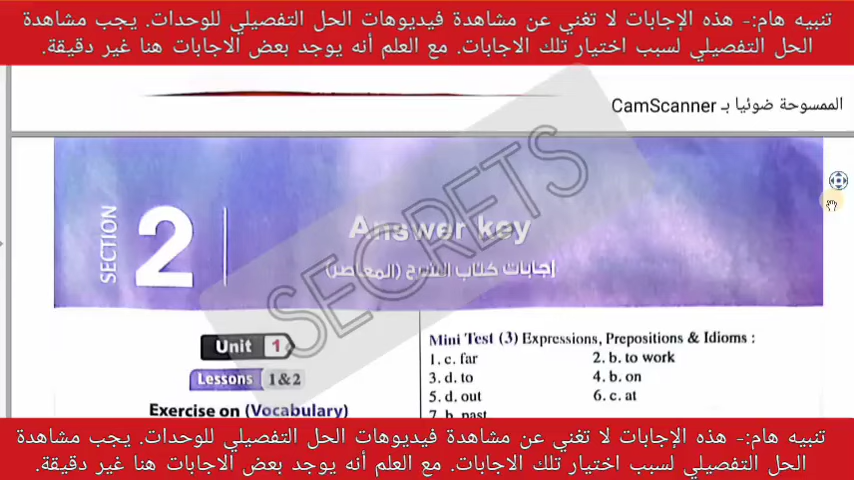 تنبيه هام:- هذه الإجابات لا تغني عن مشاهدة فيديوهات الحل التفصيلي للوحدات. يجب مشاهدة
الحل التفصيلي لسبب اختيار تلك الاجابات. مع العلم أنه يوجد بعض الاجابات هنا غير دقيقة.
الممسوحة ضوئيا بـ CamScanner
SECTION 2
Answer key
إجابات كتاب الشرح (المعاصر)
SECRETS
Unit 1
Lessons 1&2
Exercise on (Vocabulary)
Mini Test (3) Expressions, Prepositions & Idioms :
1. c. far 2. b. to work
3. d. to 4. b. on
5. d. out 6. c. at
7. b. past
تنبيه هام:- هذه الإجابات لا تغني عن مشاهدة فيديوهات الحل التفصيلي للوحدات. يجب مشاهدة
الحل التفصيلي لسبب اختيار تلك الاجابات. مع العلم أنه يوجد بعض الاجابات هنا غير دقيقة.